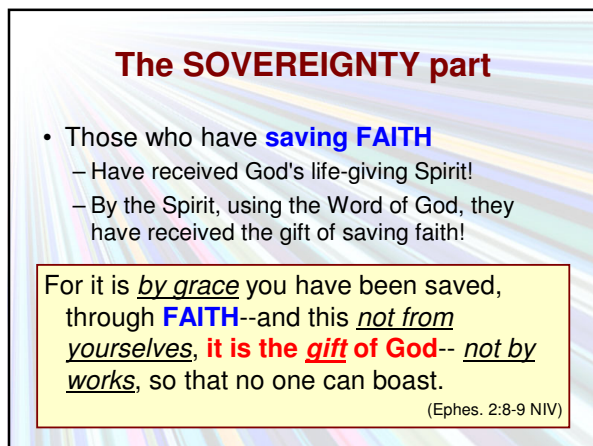 The SOVEREIGNTY part
• Those who have saving FAITH
– Have received God's life-giving Spirit!
– By the Spirit, using the Word of God, they
have received the gift of saving faith!
For it is by grace you have been saved,
through FAITH--and this not from
yourselves, it is the gift of God-- not by
works, so that no one can boast.
(Ephes. 2:8-9 NIV)